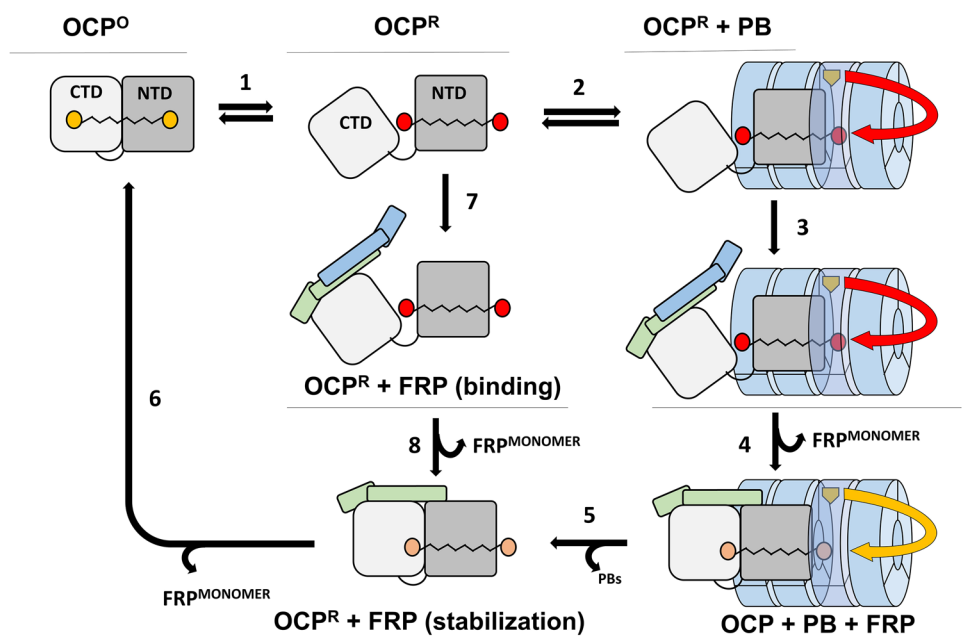 OCPᴼ
OCPᴿ
OCPᴿ + PB
CTD
NTD
1
CTD
NTD
2
7
3
OCPᴿ + FRP (binding)
6
8
FRPᴹᴼᴺᴼᴹᴱᴿ
4
FRPᴹᴼᴺᴼᴹᴱᴿ
5
PBs
FRPᴹᴼᴺᴼᴹᴱᴿ
OCPᴿ + FRP (stabilization)
OCP + PB + FRP